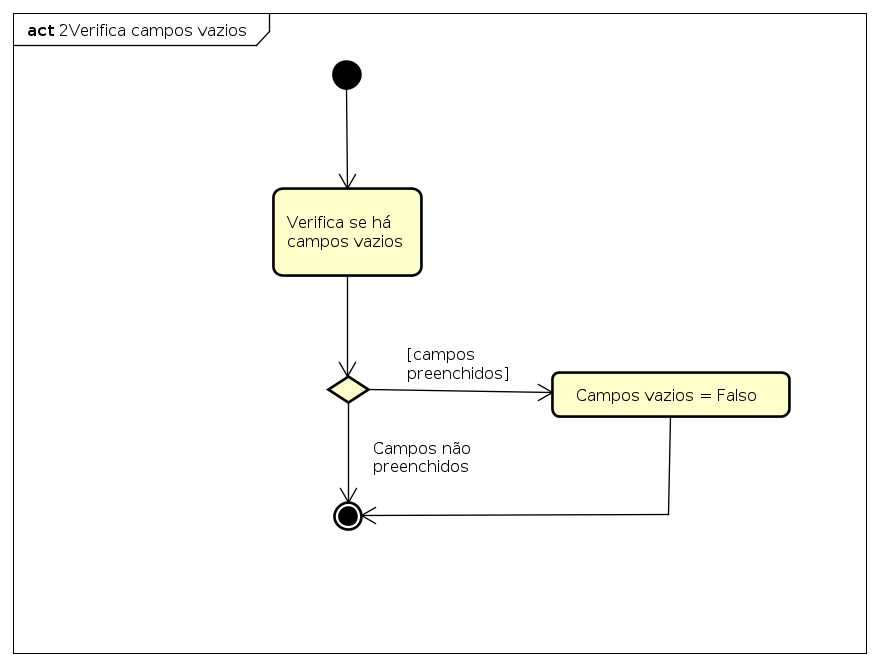 act 2Verifica campos vazios
Verifica se há
campos vazios
[campos
preenchidos]
Campos vazios = Falso
Campos não
preenchidos